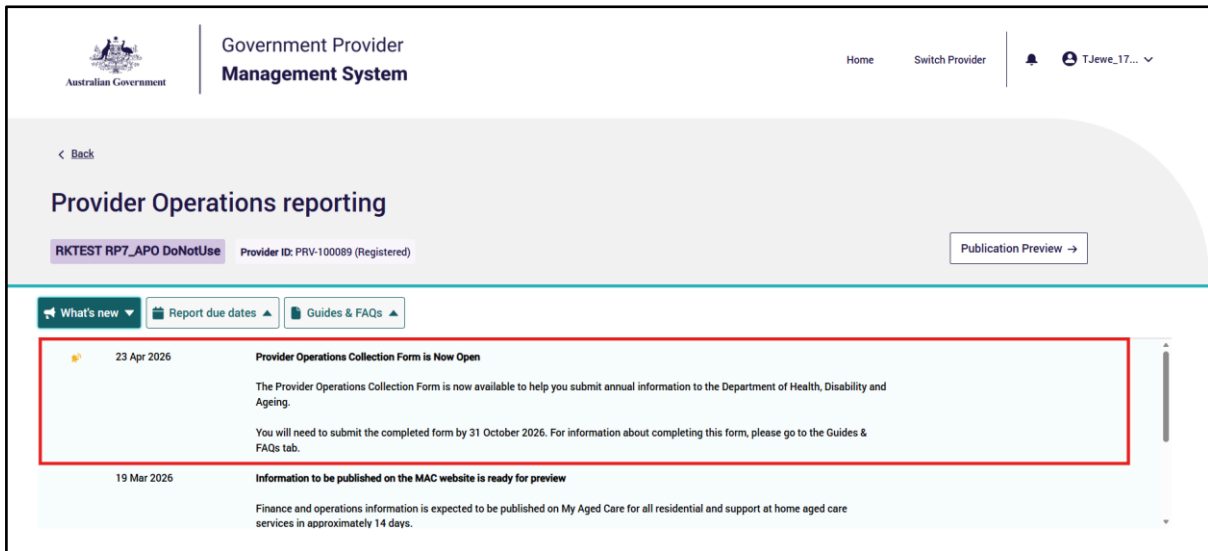 Australian Government
Government Provider
Management System
Home
Switch Provider
TJewe_17...
Back
Provider Operations reporting
RKTEST RP7_APO DoNotUse
Provider ID: PRV-100089 (Registered)
Publication Preview →
What's new
Report due dates
Guides & FAQs
23 Apr 2026
Provider Operations Collection Form is Now Open
The Provider Operations Collection Form is now available to help you submit annual information to the Department of Health, Disability and
Ageing.
You will need to submit the completed form by 31 October 2026. For information about completing this form, please go to the Guides &
FAQs tab.
19 Mar 2026
Information to be published on the MAC website is ready for preview
Finance and operations information is expected to be published on My Aged Care for all residential and support at home aged care
services in approximately 14 days.